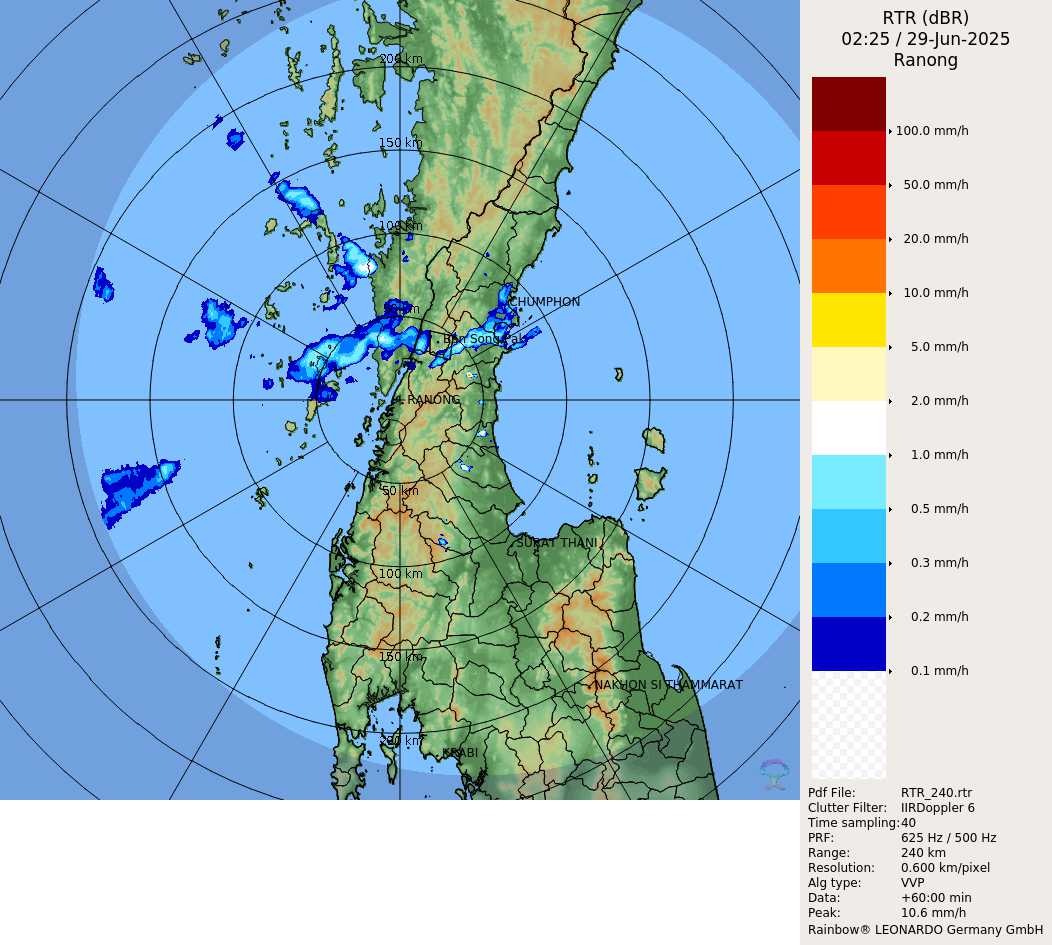 RTR (dBR)
02:25 / 29-Jun-2025
Ranong
200 km
150 km
100 km
CHUMPHON
km
RANONG
50 km
SURAT THANI
100 km
150 km
NAKHON SI THAMMARAT
200 km
KRABI
100.0 mm/h
50.0 mm/h
20.0 mm/h
10.0 mm/h
5.0 mm/h
2.0 mm/h
1.0 mm/h
0.5 mm/h
0.3 mm/h
0.2 mm/h
0.1 mm/h
Pdf File: RTR_240.rtr
Clutter Filter: IIRDoppler 6
Time sampling:40
PRF: 625 Hz / 500 Hz
Range: 240 km
Resolution: 0.600 km/pixel
Alg type: VVP
Data: +60:00 min
Peak: 10.6 mm/h
Rainbow® LEONARDO Germany GmbH